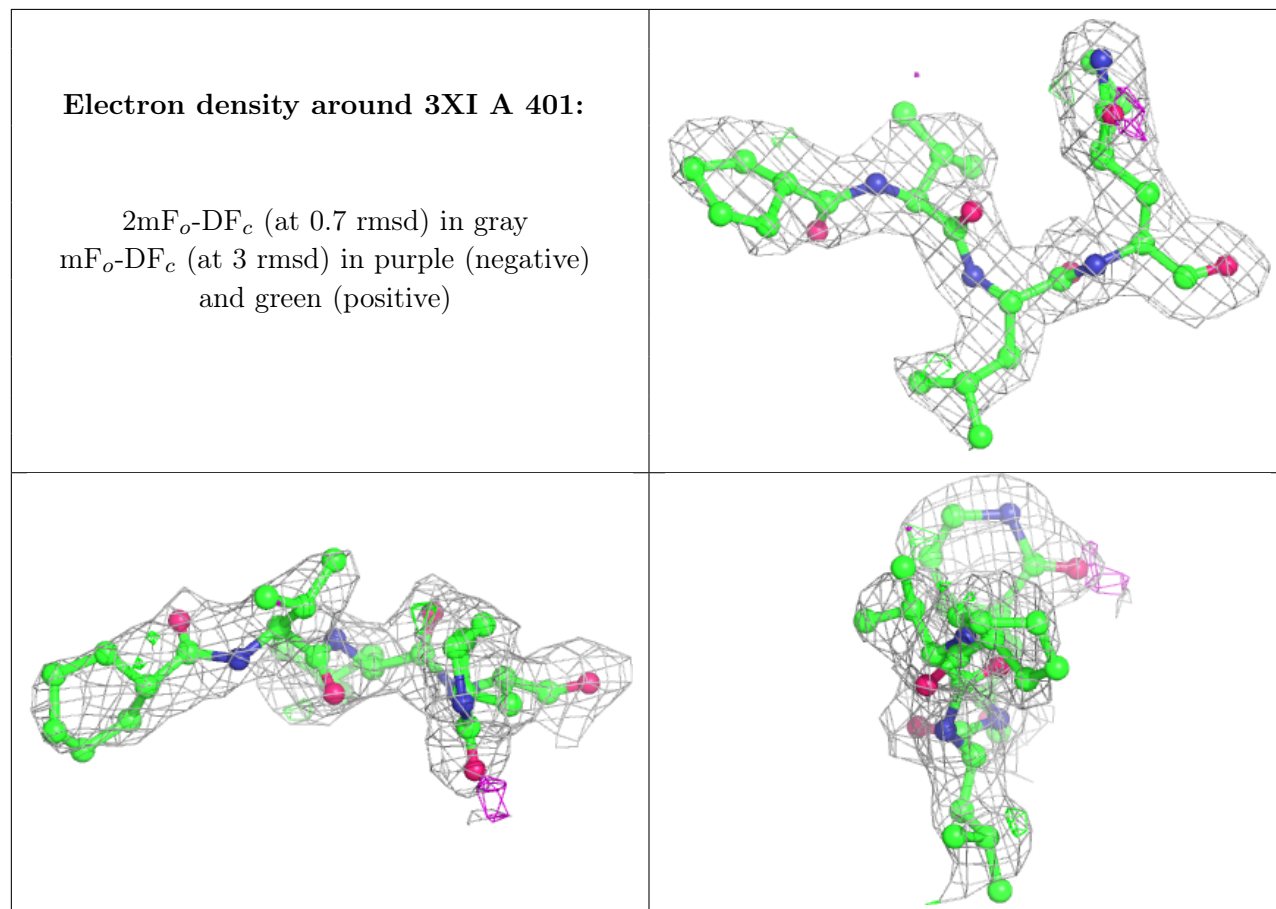 Electron density around 3XI A 401:
2mFo-DFc (at 0.7 rmsd) in gray
mFo-DFc (at 3 rmsd) in purple (negative)
and green (positive)